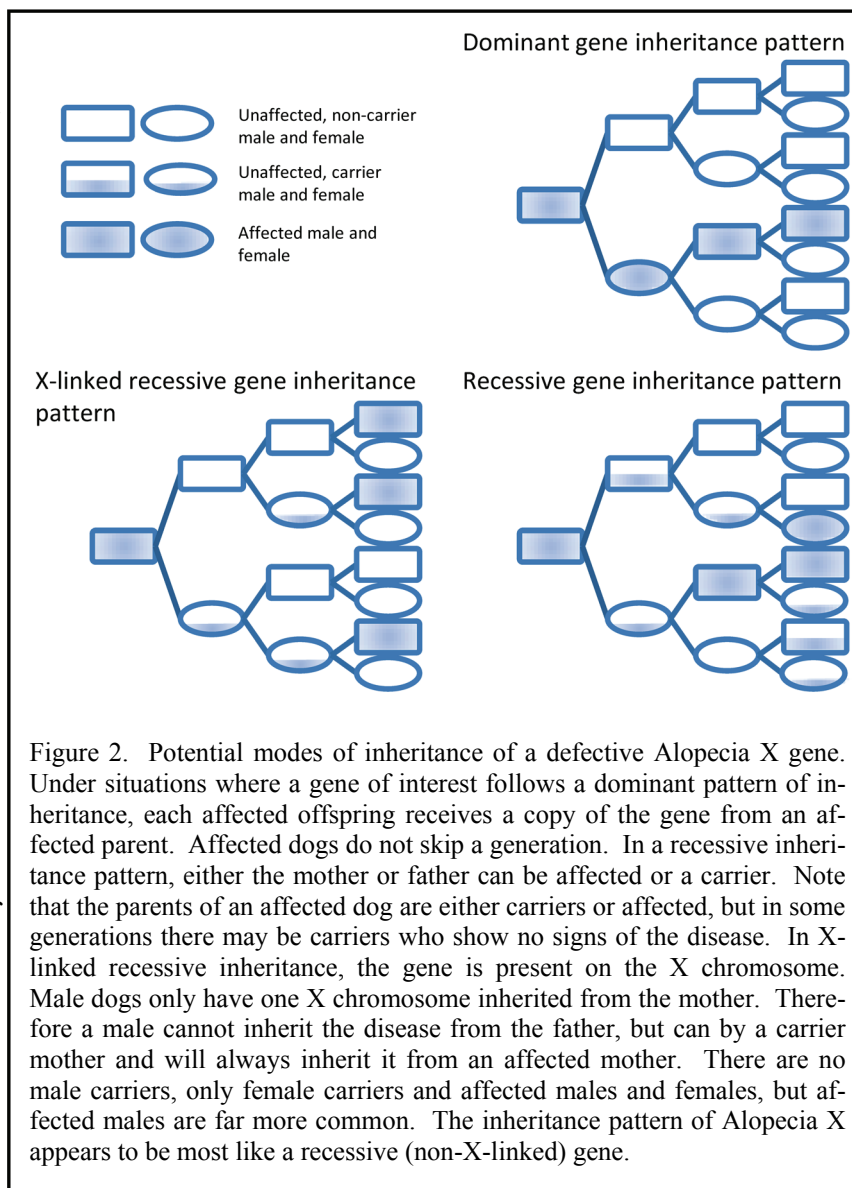 Dominant gene inheritance pattern
Unaffected, non-carrier
male and female
Unaffected, carrier
male and female
Affected male and
female
X-linked recessive gene inheritance
pattern
Recessive gene inheritance pattern
Figure 2. Potential modes of inheritance of a defective Alopecia X gene.
Under situations where a gene of interest follows a dominant pattern of in-
heritance, each affected offspring receives a copy of the gene from an af-
fected parent. Affected dogs do not skip a generation. In a recessive inheri-
tance pattern, either the mother or father can be affected or a carrier. Note
that the parents of an affected dog are either carriers or affected, but in some
generations there may be carriers who show no signs of the disease. In X-
linked recessive inheritance, the gene is present on the X chromosome.
Male dogs only have one X chromosome inherited from the mother. There-
fore a male cannot inherit the disease from the father, but can by a carrier
mother and will always inherit it from an affected mother. There are no
male carriers, only female carriers and affected males and females, but af-
fected males are far more common. The inheritance pattern of Alopecia X
appears to be most like a recessive (non-X-linked) gene.